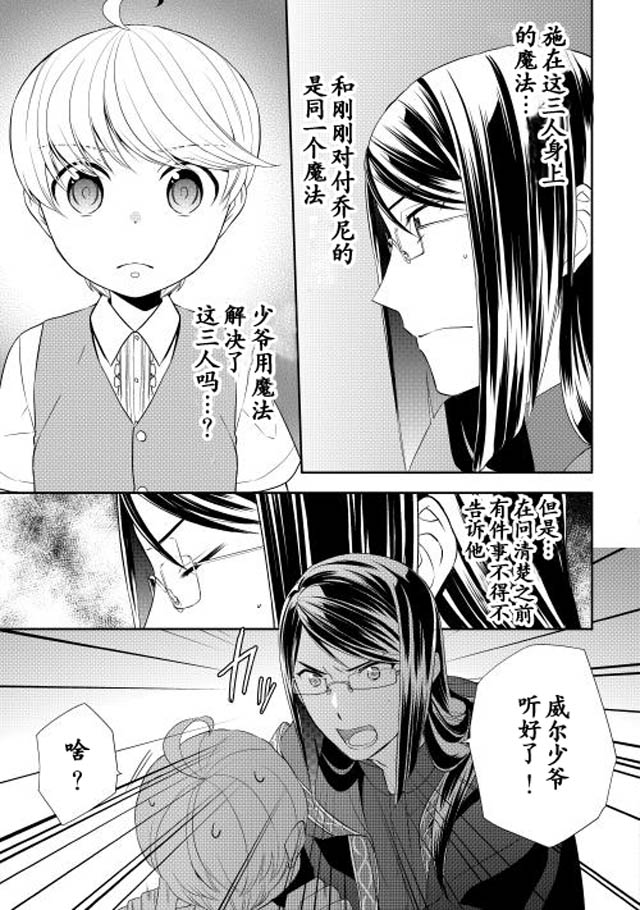 施在这三人身上
的魔法…
和刚刚对付乔尼的
是同一个魔法
少爷用魔法
解决了
这三人吗…？
但是…
在问清楚之前
有件事不得不
告诉他
威尔少爷
听好了！
啥？
ガシッ